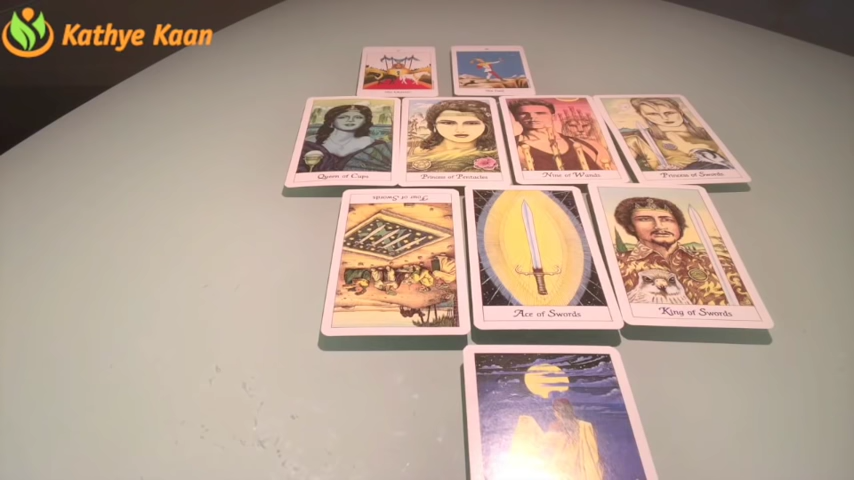 Kathye Kaan
Queen of Cups
Princess of Pentacles
Nine of Wands
Princess of Swords
Four of Swords
Ace of Swords
King of Swords